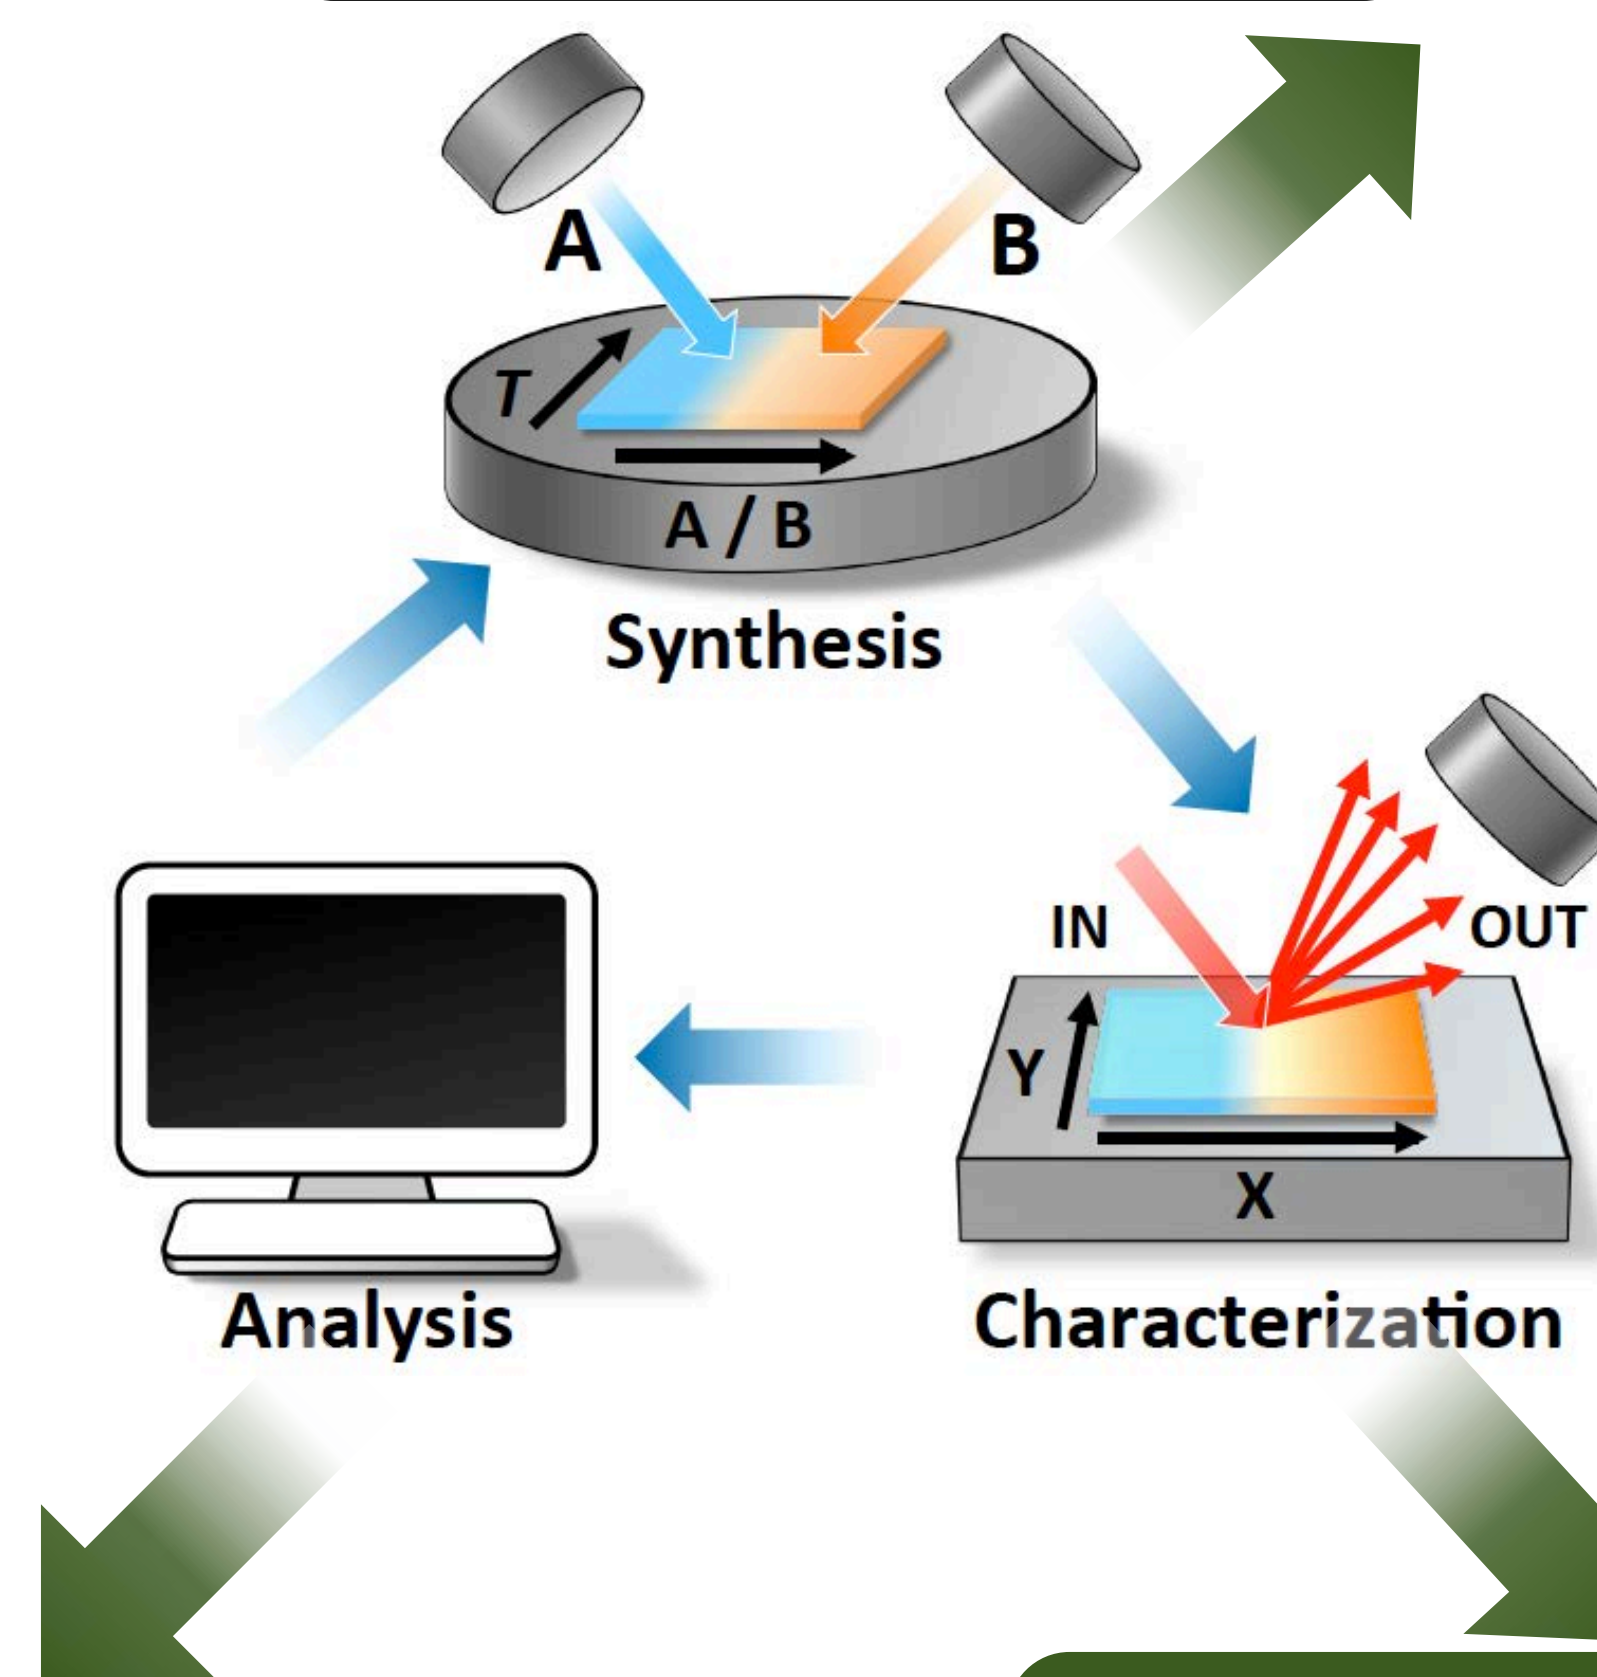 A
B
T
A / B
Synthesis
IN
OUT
Y
X
Analysis
Characterization